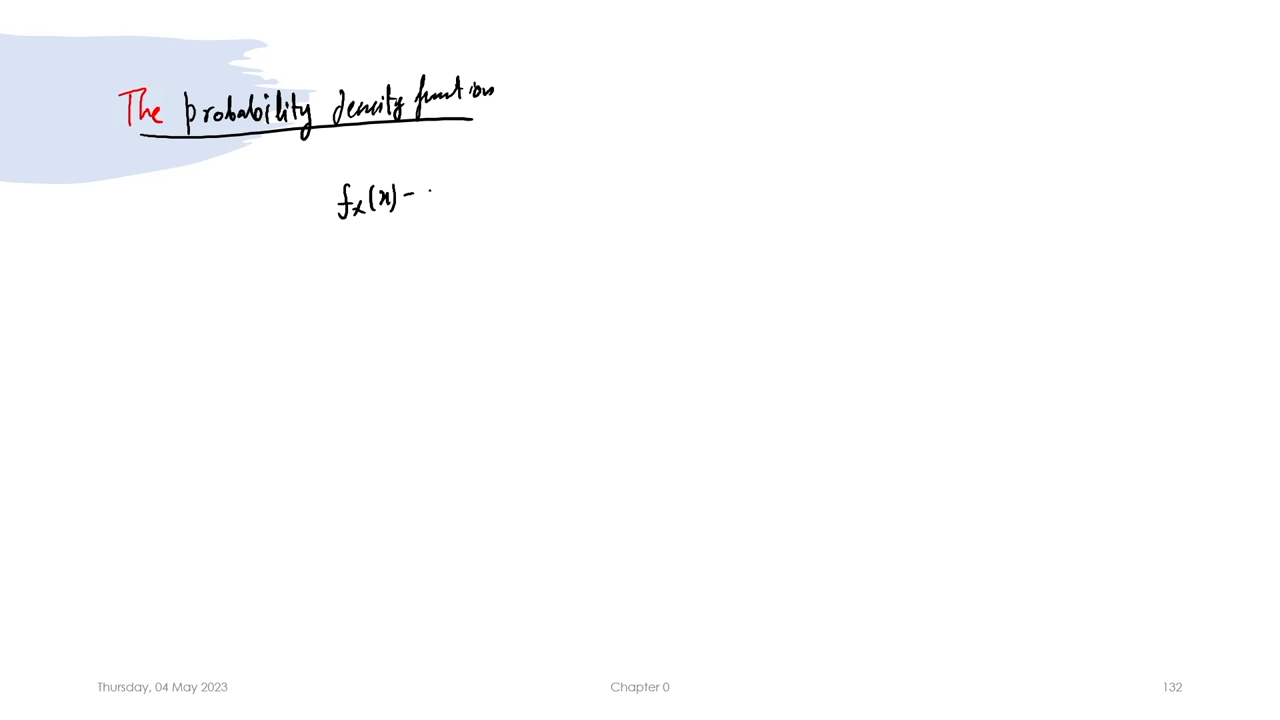 The probability density function
fx(x) -
Thursday, 04 May 2023
Chapter 0
132